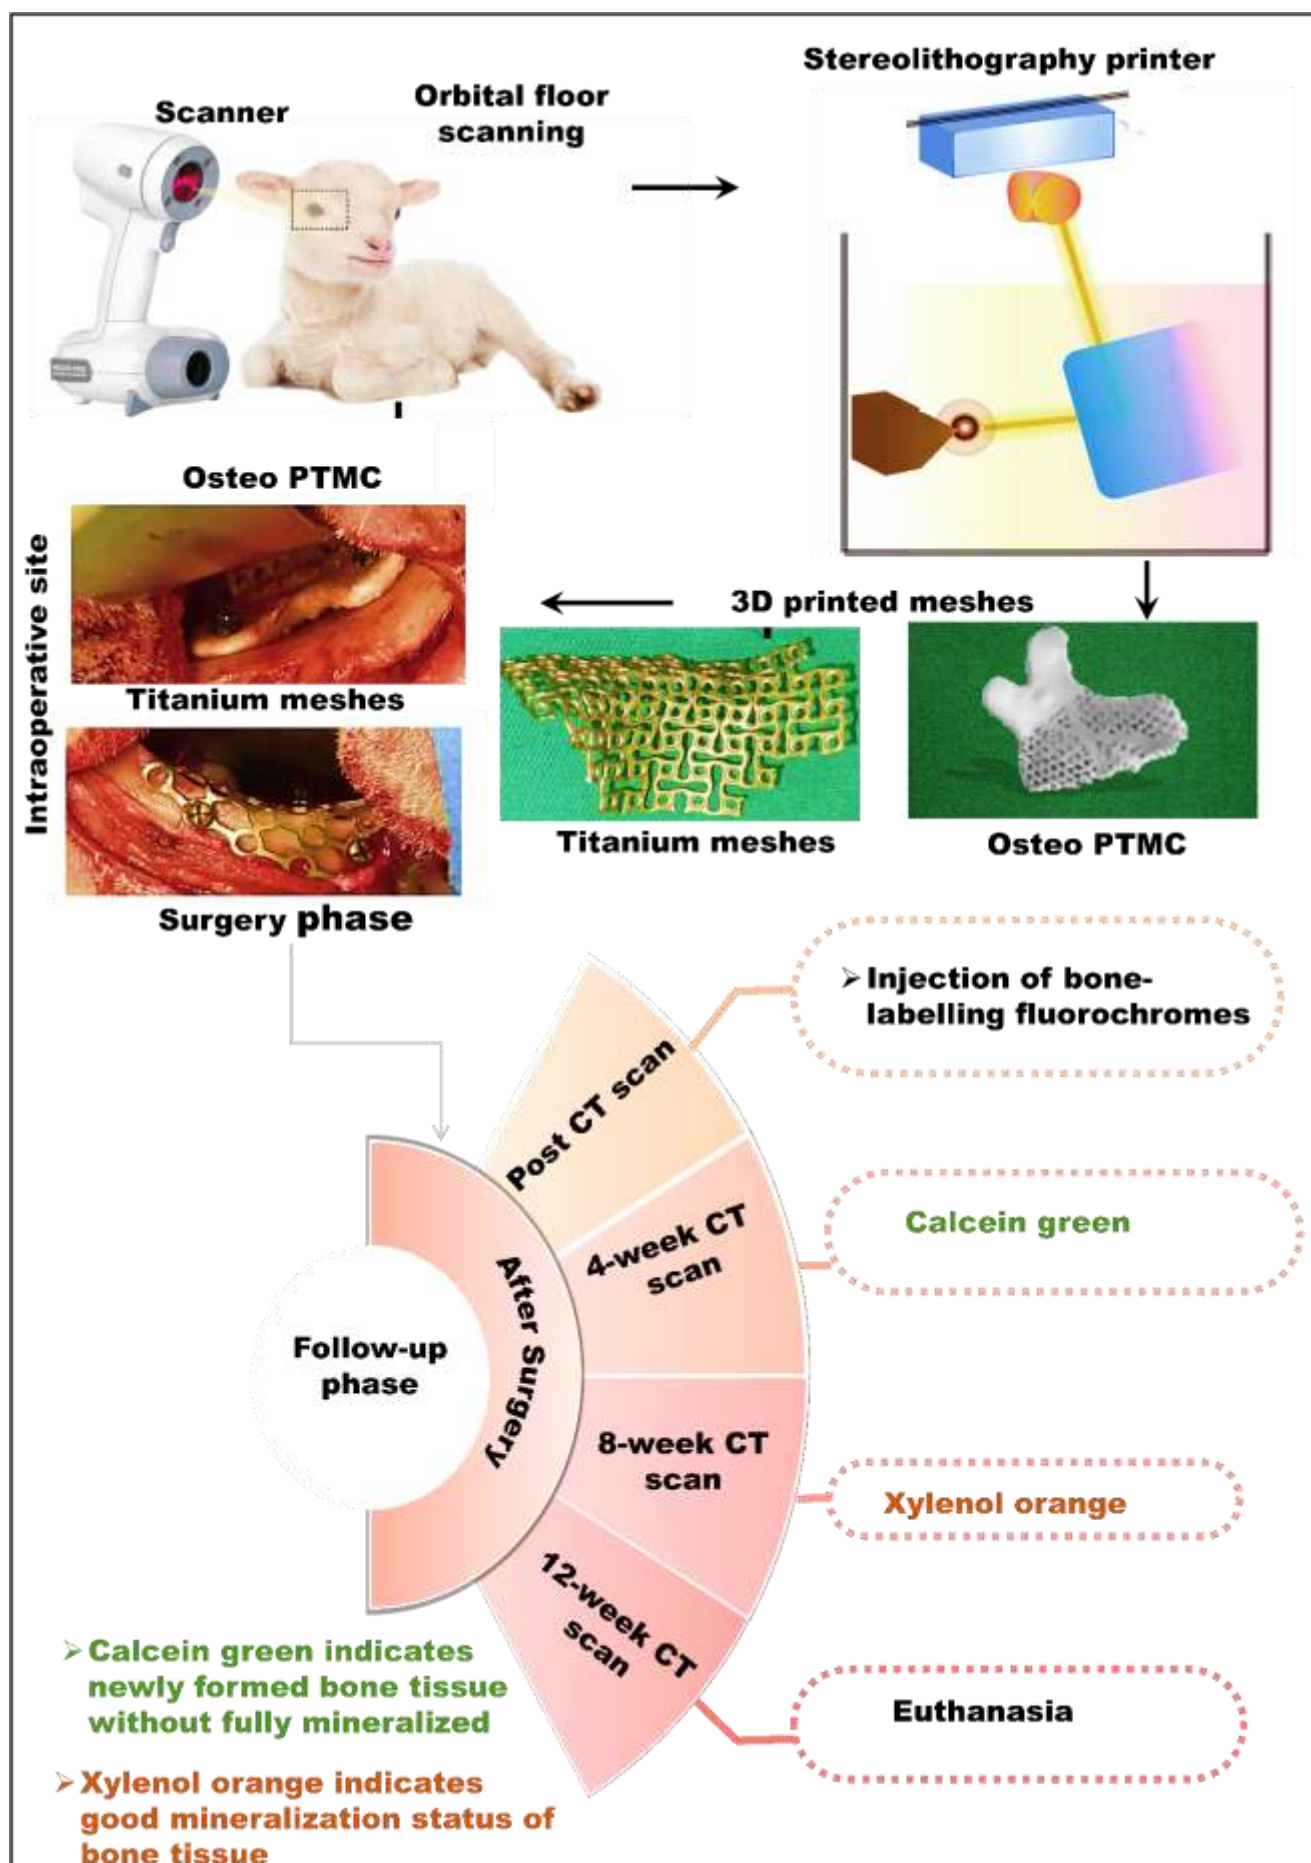 Stereolithography printer
Scanner
Orbital floor
scanning
Intraoperative site
Osteo PTMC
Titanium meshes
Surgery phase
3D printed meshes
Titanium meshes
Osteo PTMC
Follow-up
phase
After Surgery
Post CT scan
➢ Injection of bone-
labelling fluorochromes
4-week CT
scan
Calcein green
8-week CT
scan
Xylenol orange
12-week CT
scan
Euthanasia
➢ Calcein green indicates
newly formed bone tissue
without fully mineralized
➢ Xylenol orange indicates
good mineralization status of
bone tissue